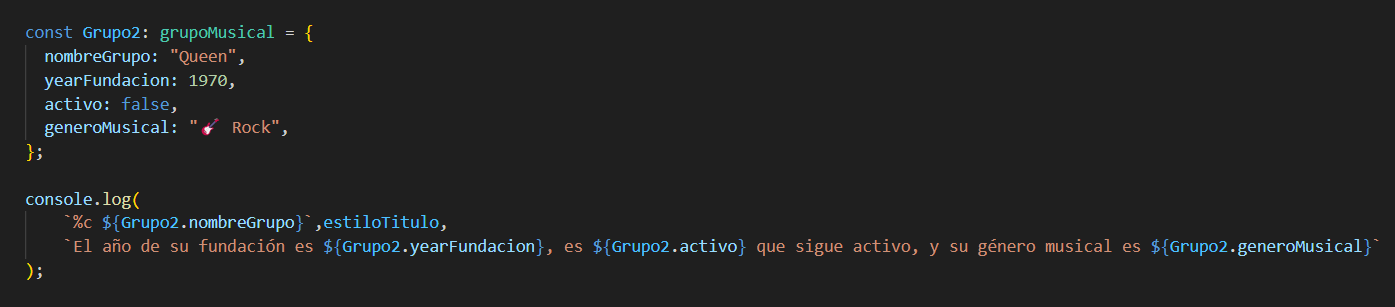 const Grupo2: grupoMusical = {
  nombreGrupo: "Queen",
  yearFundacion: 1970,
  activo: false,
  generoMusical: "🎸 Rock",
};

console.log(
    `%c ${Grupo2.nombreGrupo}`,estiloTitulo,
    `El año de su fundación es ${Grupo2.yearFundacion}, es ${Grupo2.activo} que sigue activo, y su género musical es ${Grupo2.generoMusical}`
);